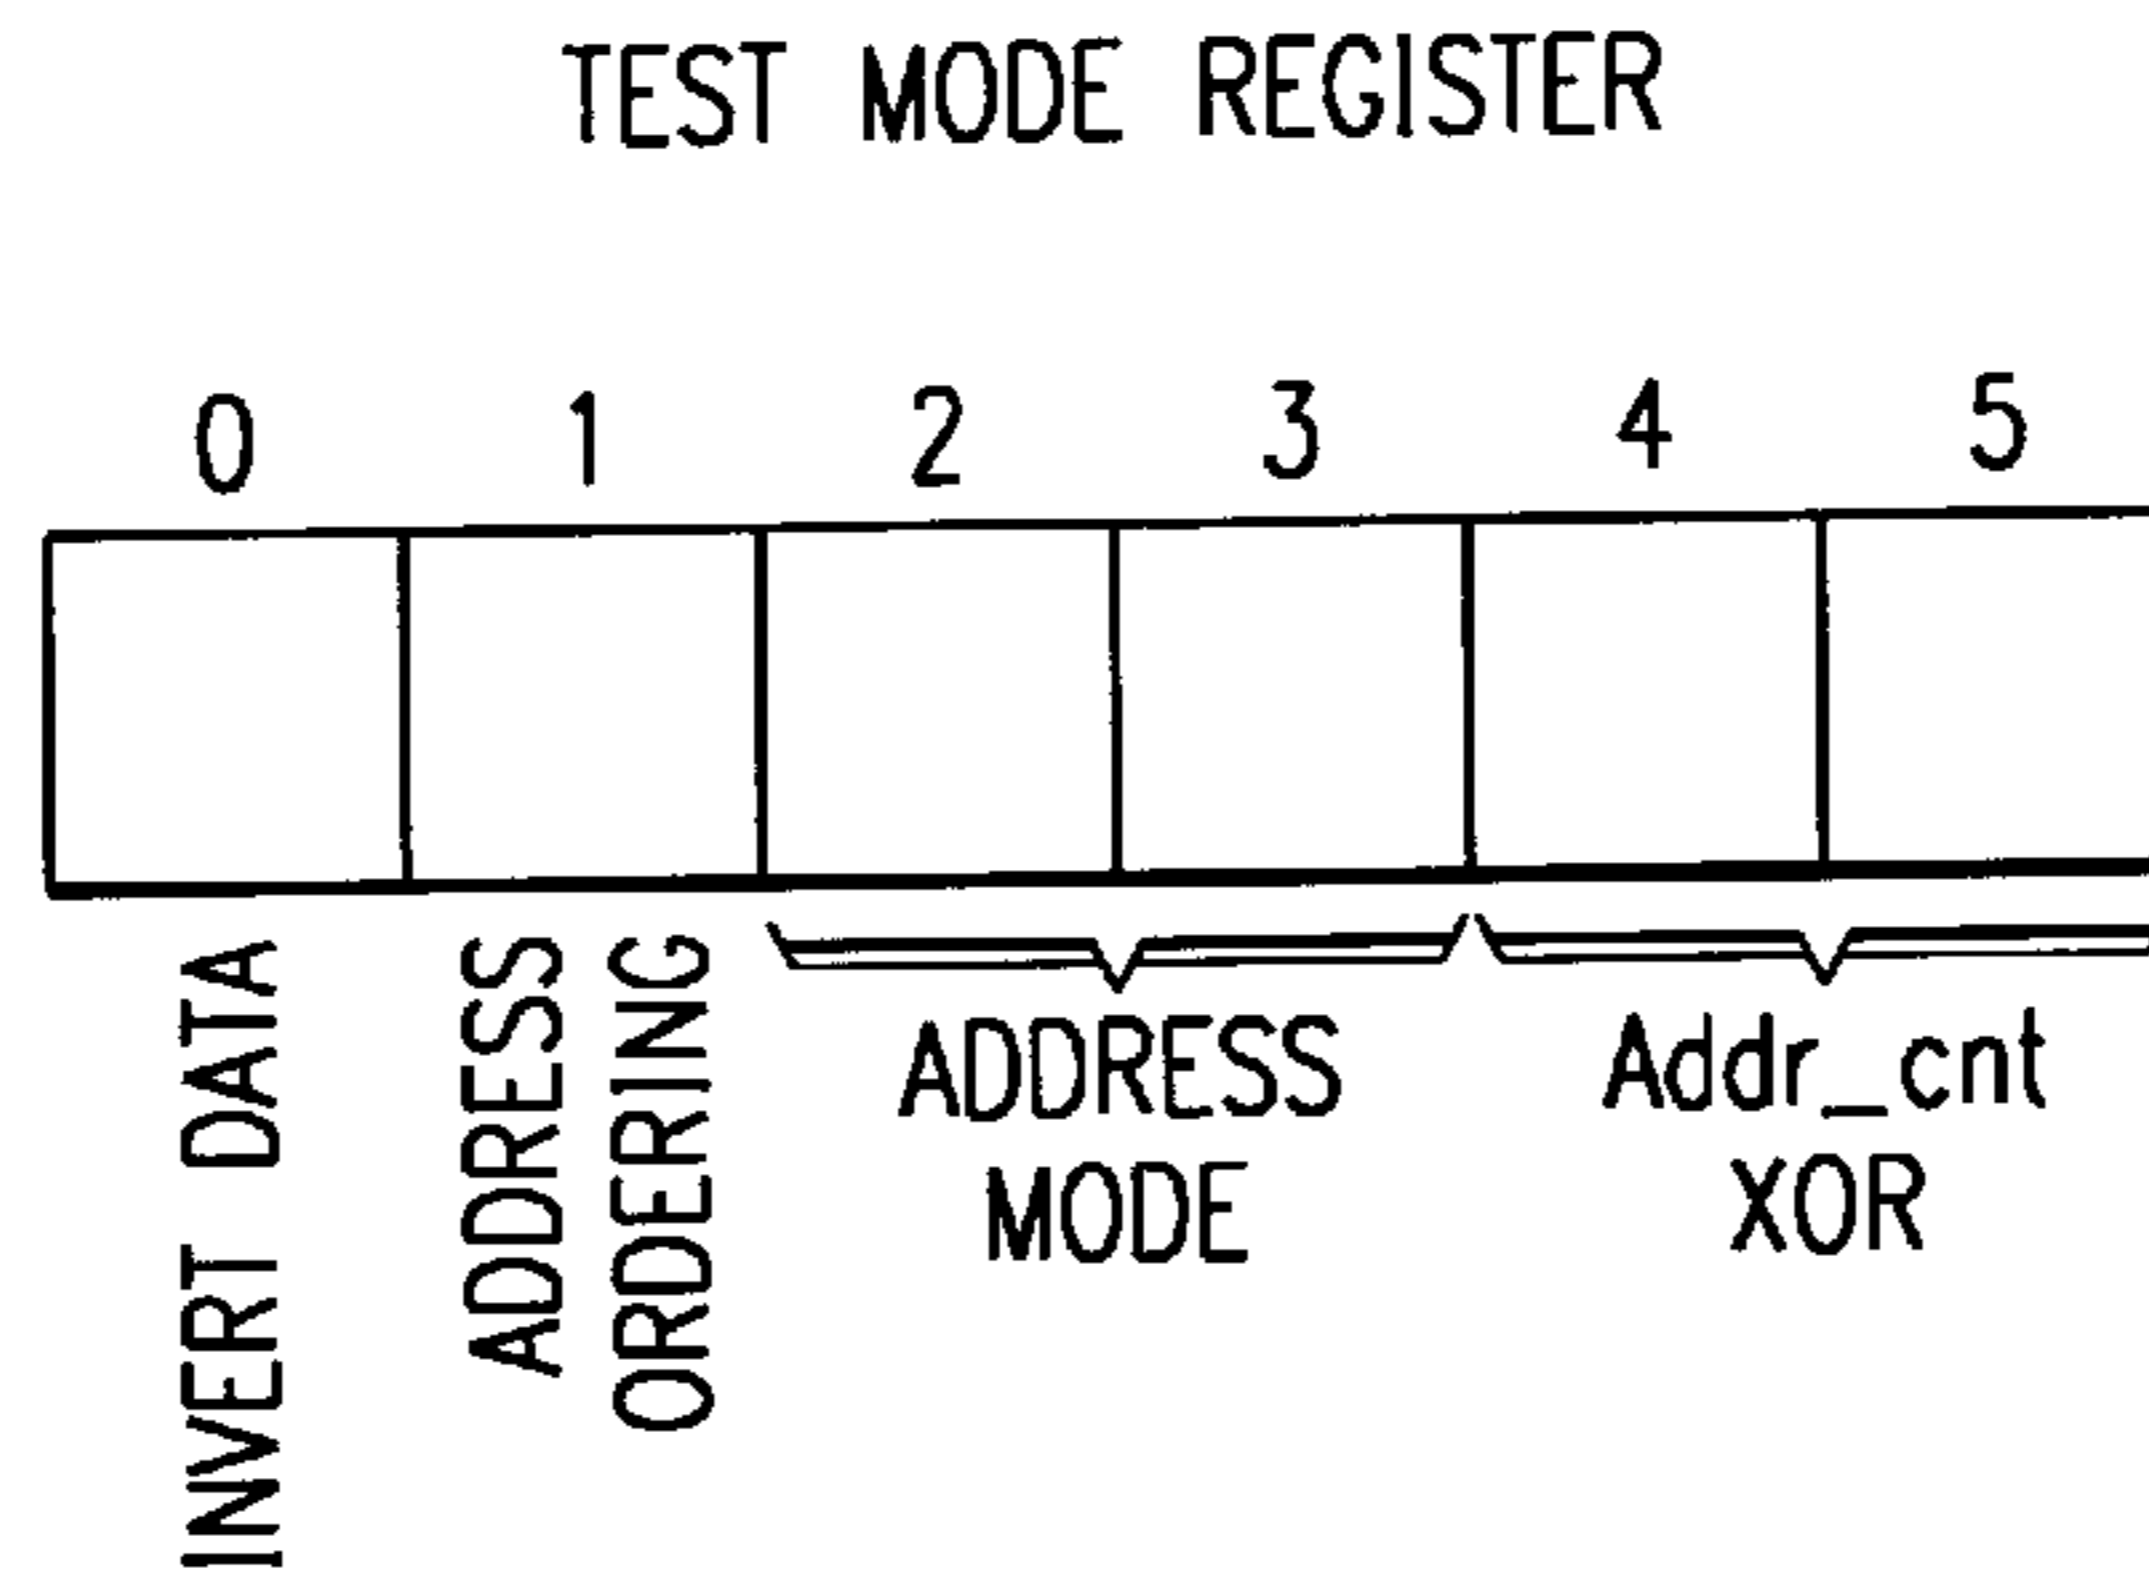 TEST MODE REGISTER
0 1 2 3 4 5
INVERT DATA
ADDRESS
ORDERING
ADDRESS
MODE
Addr_cnt
XOR